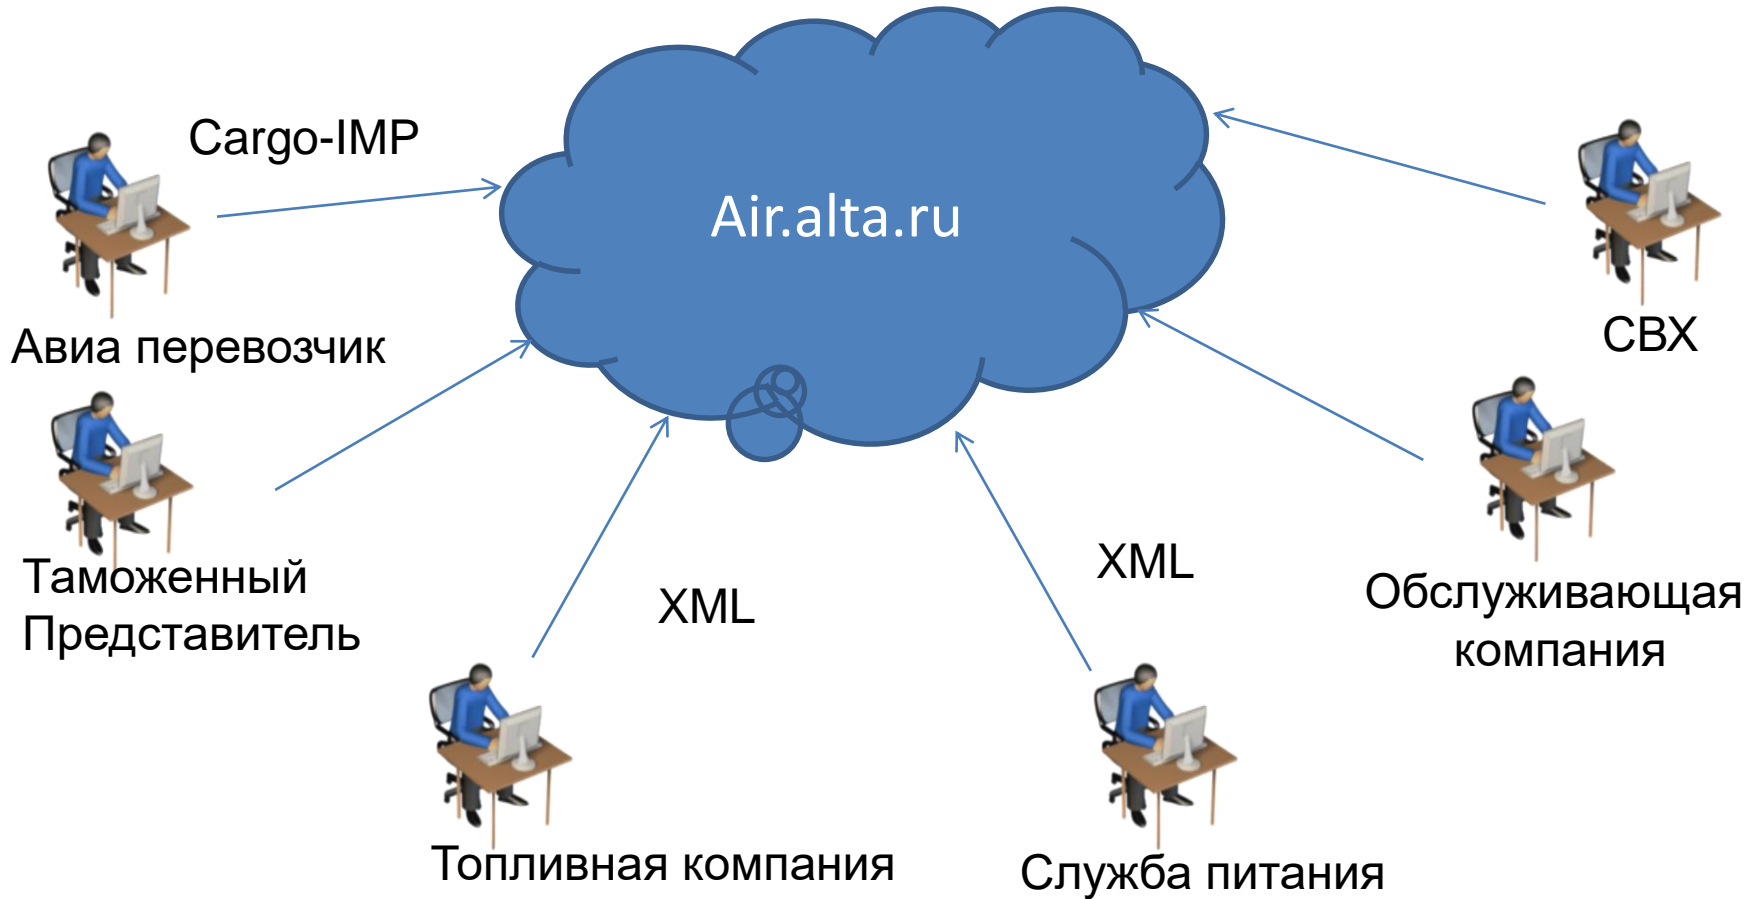 Cargo-IMP
Air.alta.ru
Авиа перевозчик
СВХ
Таможенный
Представитель
XML
XML
Обслуживающая
компания
Топливная компания
Служба питания